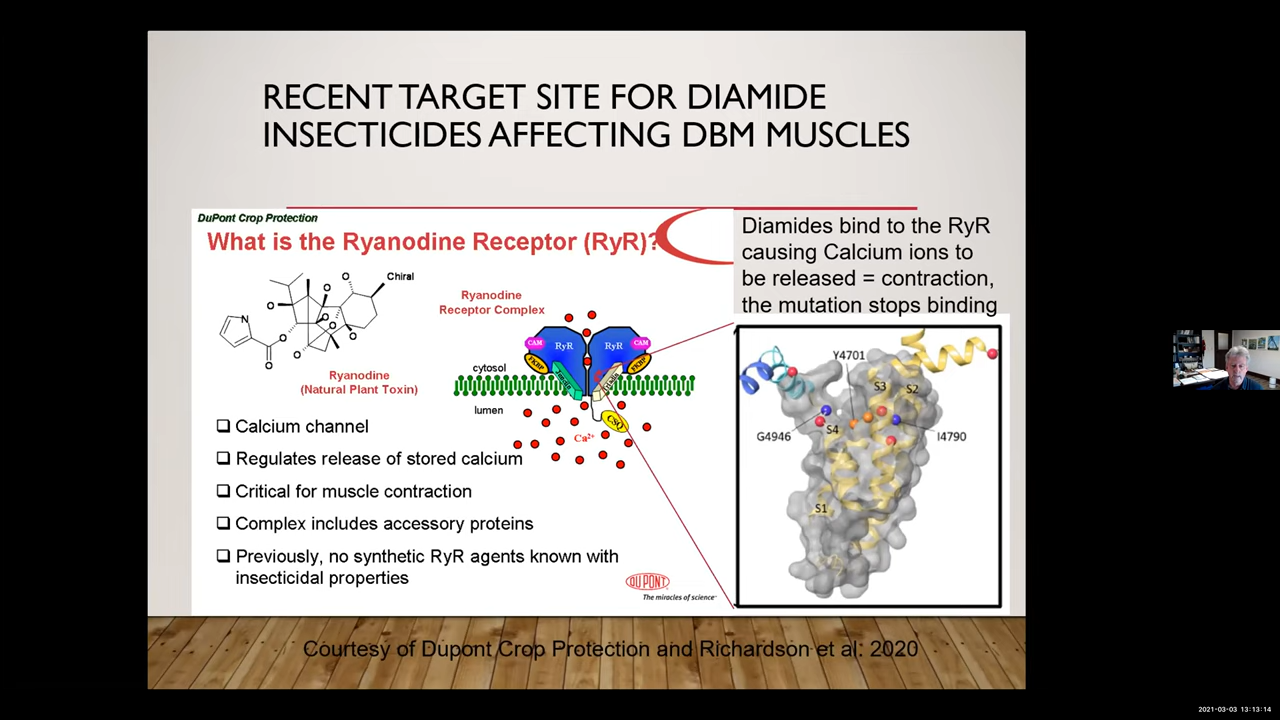 RECENT TARGET SITE FOR DIAMIDE
INSECTICIDES AFFECTING DBM MUSCLES
DuPont Crop Protection
What is the Ryanodine Receptor (RyR)?
Diamides bind to the RyR
causing Calcium ions to
be released = contraction,
the mutation stops binding
Chiral
O
O
O
O
O
O
O
N
O
O
O
Ryanodine
(Natural Plant Toxin)
Ryanodine
Receptor Complex
CAM
RyR
RyR
CAM
FKBP
FKBP
cytosol
lumen
CSQ
Ca2+
Calcium channel
Regulates release of stored calcium
Critical for muscle contraction
Complex includes accessory proteins
Previously, no synthetic RyR agents known with
insecticidal properties
DUPONT
The miracles of science
Y4701
S3
S2
G4946
S4
I4790
S1
Courtesy of Dupont Crop Protection and Richardson et al. 2020
2021-03-03 13:13:14